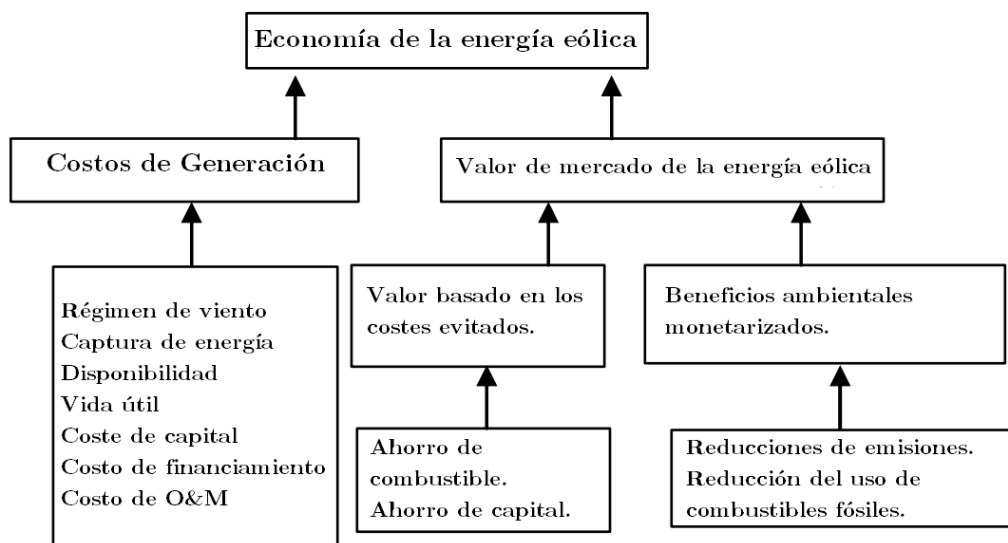 Economía de la energía eólica
Costos de Generación
Valor de mercado de la energía eólica
Régimen de viento
Captura de energía
Disponibilidad
Vida útil
Coste de capital
Costo de financiamiento
Costo de O&M
Valor basado en los
costes evitados.
Beneficios ambientales
monetarizados.
Ahorro de
combustible.
Ahorro de capital.
Reducciones de emisiones.
Reducción del uso de
combustibles fósiles.